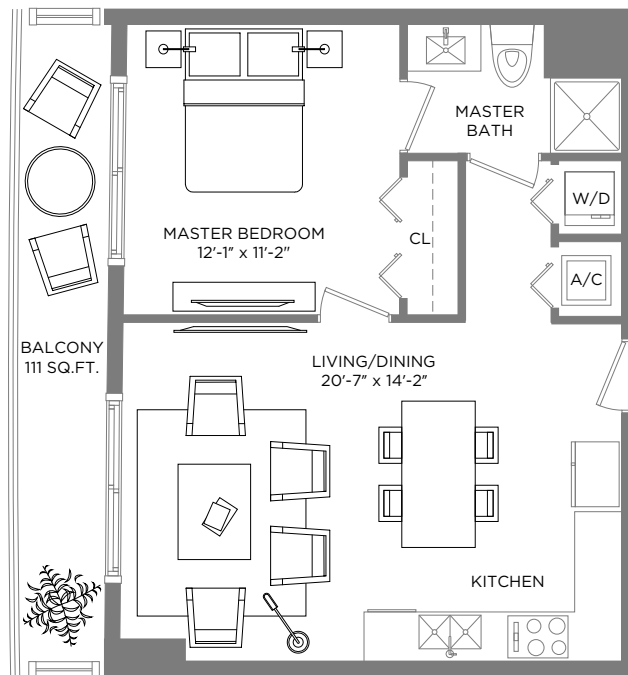 MASTER
BATH
W/D
MASTER BEDROOM
12'-1" x 11'-2"
CL
A/C
BALCONY
111 SQ.FT.
LIVING/DINING
20'-7" x 14'-2"
KITCHEN